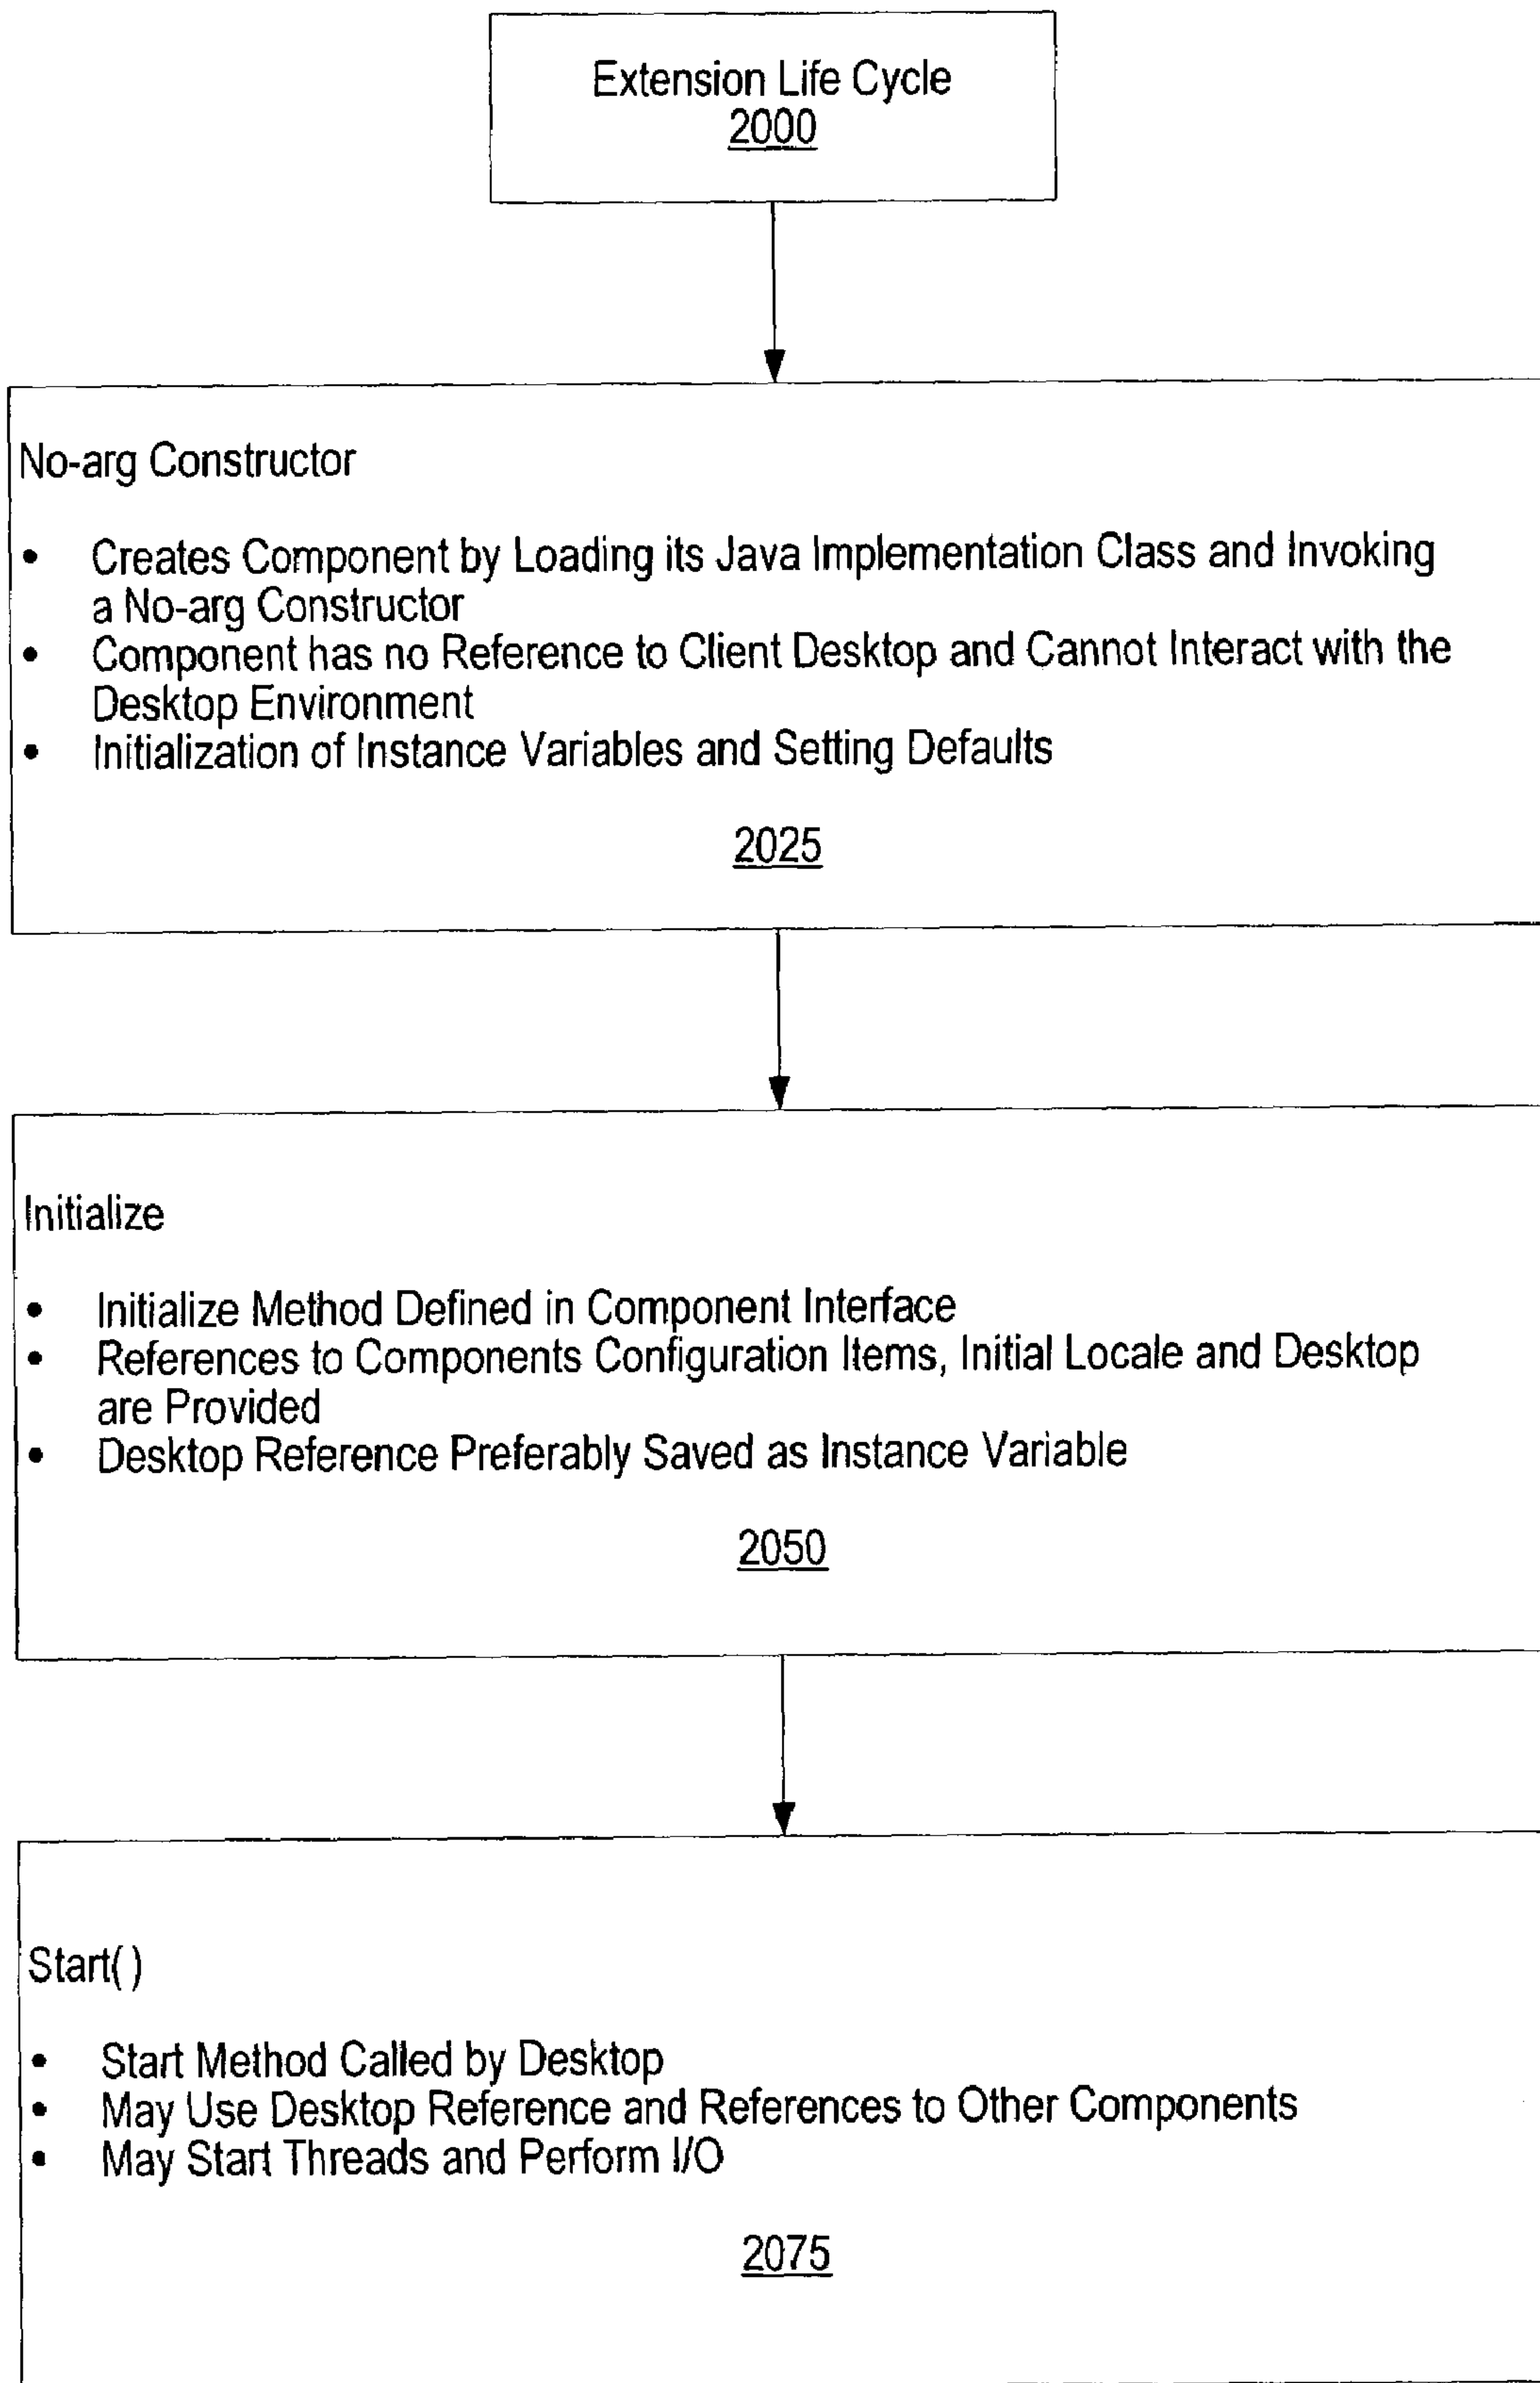 Extension Life Cycle
2000
No-arg Constructor
• Creates Component by Loading its Java Implementation Class and Invoking
a No-arg Constructor
• Component has no Reference to Client Desktop and Cannot Interact with the
Desktop Environment
• Initialization of Instance Variables and Setting Defaults
2025
Initialize
• Initialize Method Defined in Component Interface
• References to Components Configuration Items, Initial Locale and Desktop
are Provided
• Desktop Reference Preferably Saved as Instance Variable
2050
Start( )
• Start Method Called by Desktop
• May Use Desktop Reference and References to Other Components
• May Start Threads and Perform I/O
2075